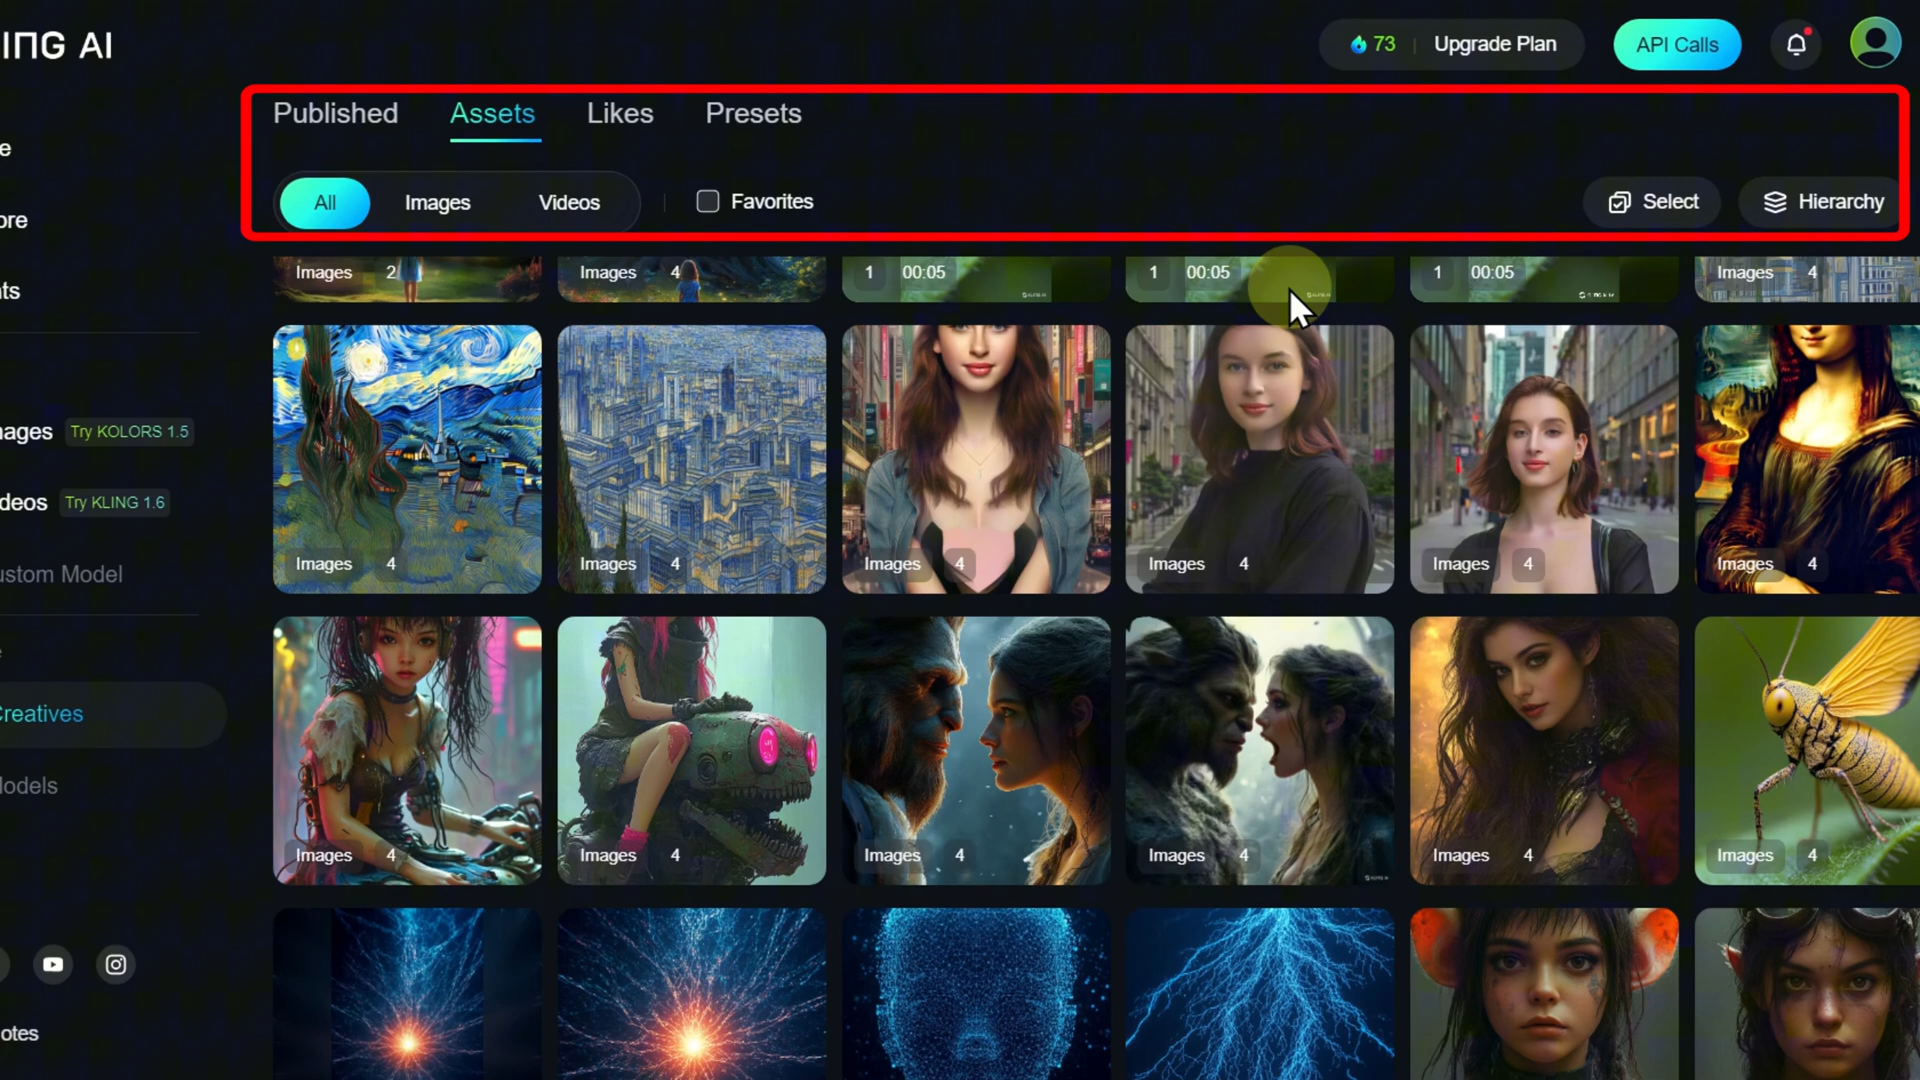 ING AI
73 Upgrade Plan API Calls
Published Assets Likes Presets
All Images Videos Favorites Select Hierarchy
e
ore
ts
nages Try KOLORS 1.5
deos Try KLING 1.6
ustom Model
e
Creatives
lodels
otes
Images 2 Images 4 1 00:05 1 00:05 1 00:05 Images 4
Images 4 Images 4 Images 4 Images 4 Images 4 Images 4
Images 4 Images 4 Images 4 Images 4 Images 4 Images 4